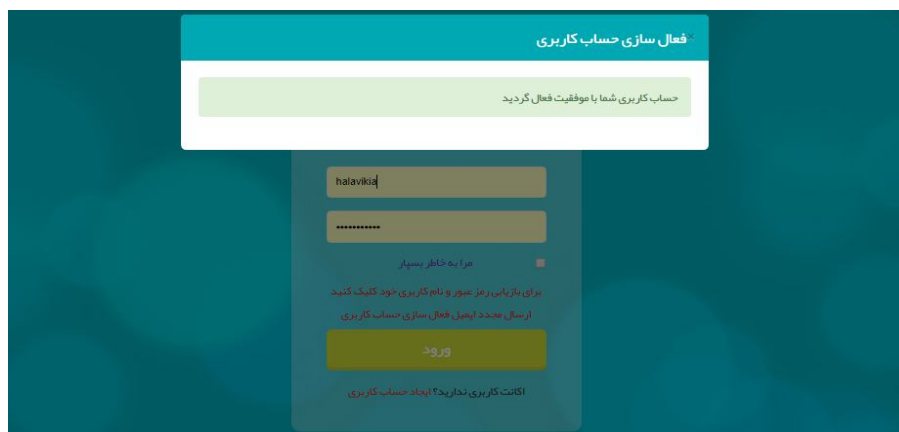 فعال سازی حساب کاربری ×
حساب کاربری شما با موفقیت فعال گردید
halavikia
•••••••••••
مرا به خاطر بسپار
برای بازیابی رمز عبور و نام کاربری خود کلیک کنید
ارسال مجدد ایمیل فعال سازی حساب کاربری
ورود
اکانت کاربری ندارید؟ ایجاد حساب کاربری